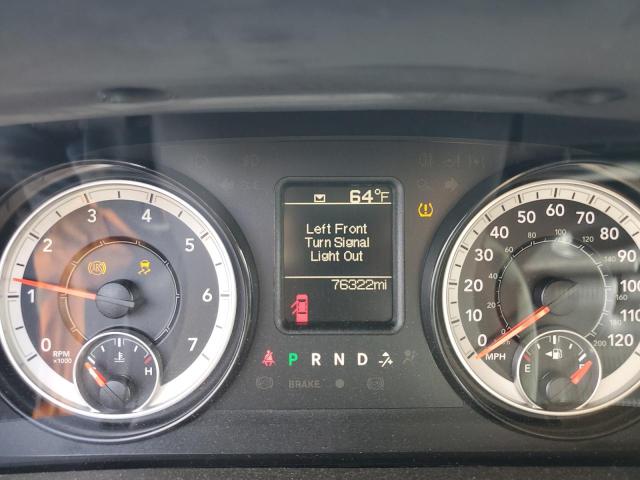 64°F
Left Front
Turn Signal
Light Out
76322mi
0 1 2 3 4 5 6 7
RPM
x1000
H
ABS
0 10 20 30 40 50 60 70 80 90 100 110 120
MPH
E F
P R N D
BRAKE